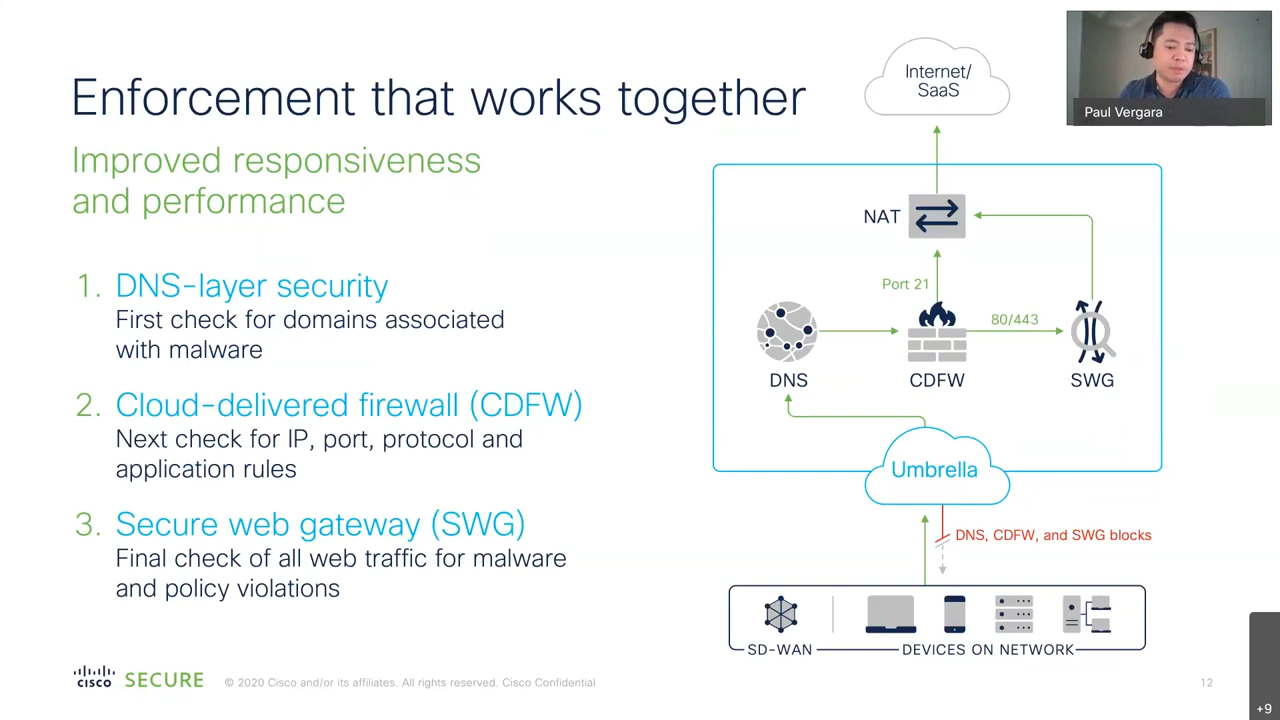 Enforcement that works together
Improved responsiveness
and performance
1. DNS-layer security
First check for domains associated
with malware
2. Cloud-delivered firewall (CDFW)
Next check for IP, port, protocol and
application rules
3. Secure web gateway (SWG)
Final check of all web traffic for malware
and policy violations
Internet/
SaaS
NAT
Port 21
80/443
DNS
CDFW
SWG
Umbrella
DNS, CDFW, and SWG blocks
SD-WAN
DEVICES ON NETWORK
Paul Vergara
CISCO SECURE
© 2020 Cisco and/or its affiliates. All rights reserved. Cisco Confidential
12
+9